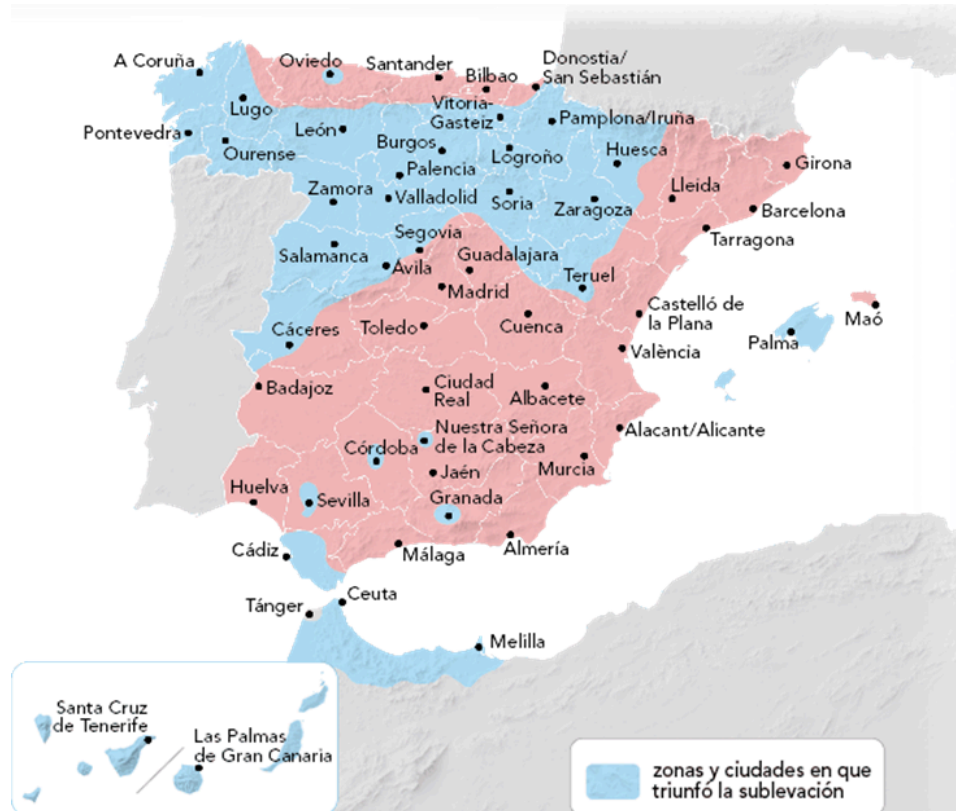 A Coruña
Oviedo
Santander
Bilbao
Donostia/
San Sebastián
Lugo
Vitoria-
Gasteiz
Pontevedra
León
Pamplona/Iruña
Ourense
Burgos
Logroño
Huesca
Girona
Palencia
Zamora
Valladolid
Soria
Zaragoza
Lleida
Barcelona
Segovia
Tarragona
Salamanca
Guadalajara
Ávila
Teruel
Madrid
Castelló de
la Plana
Cáceres
Toledo
Cuenca
Maó
Palma
València
Badajoz
Ciudad
Real
Albacete
Nuestra Señora
de la Cabeza
Alacant/Alicante
Córdoba
Jaén
Murcia
Huelva
Sevilla
Granada
Cádiz
Málaga
Almería
Ceuta
Tánger
Melilla
Santa Cruz
de Tenerife
Las Palmas
de Gran Canaria
zonas y ciudades en que
triunfó la sublevación